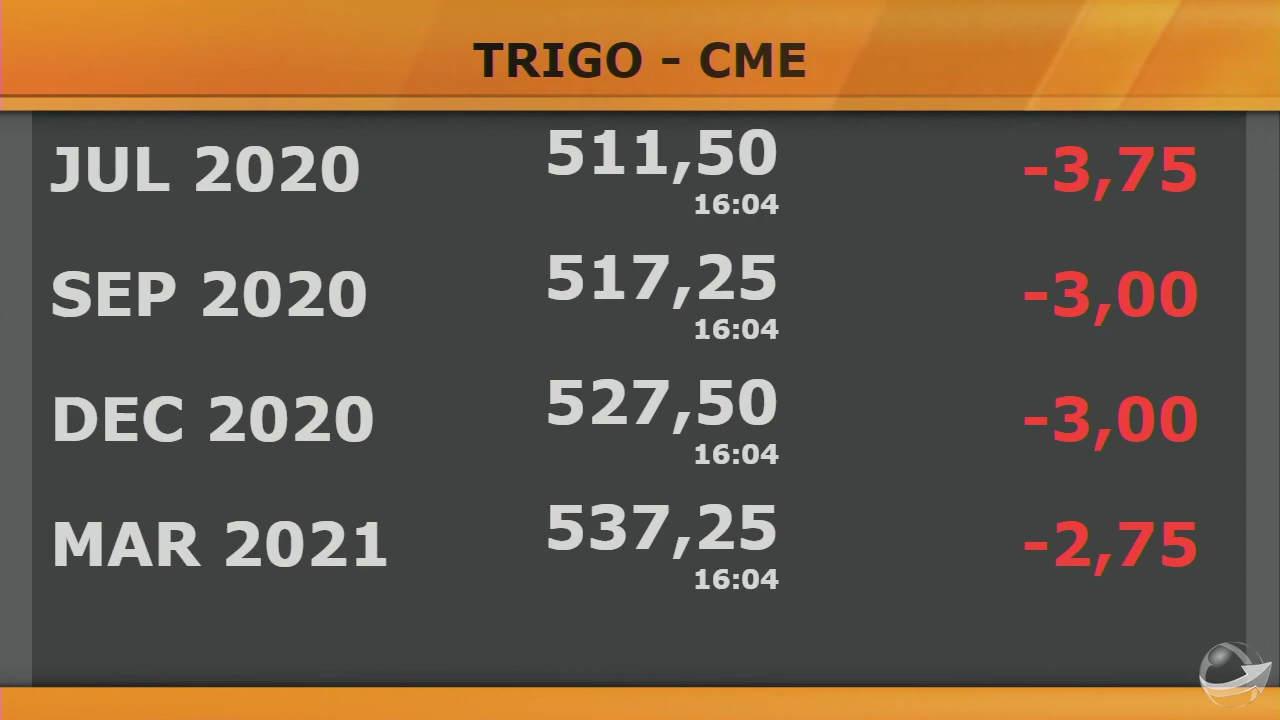 TRIGO - CME
JUL 2020 511,50 -3,75
16:04
SEP 2020 517,25 -3,00
16:04
DEC 2020 527,50 -3,00
16:04
MAR 2021 537,25 -2,75
16:04